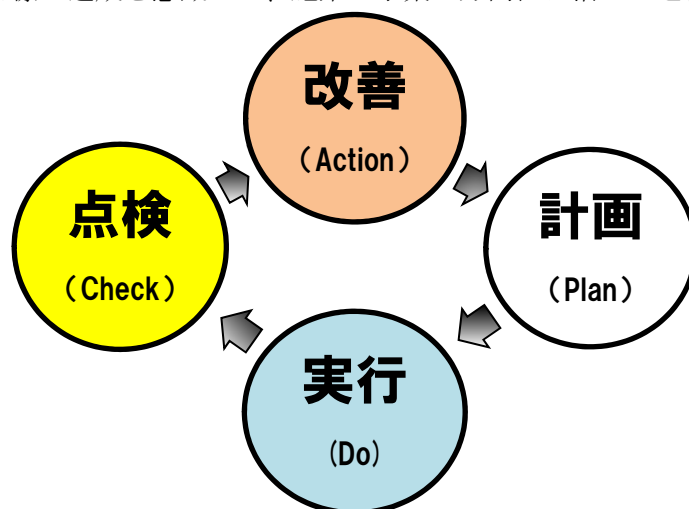 改善
（Action）
点検
（Check）
計画
（Plan）
実行
(Do)